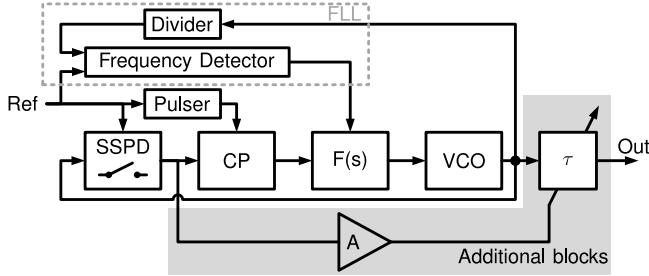 FLL
Divider
Frequency Detector
Ref
Pulser
SSPD
CP
F(s)
VCO
τ
Out
A
Additional blocks